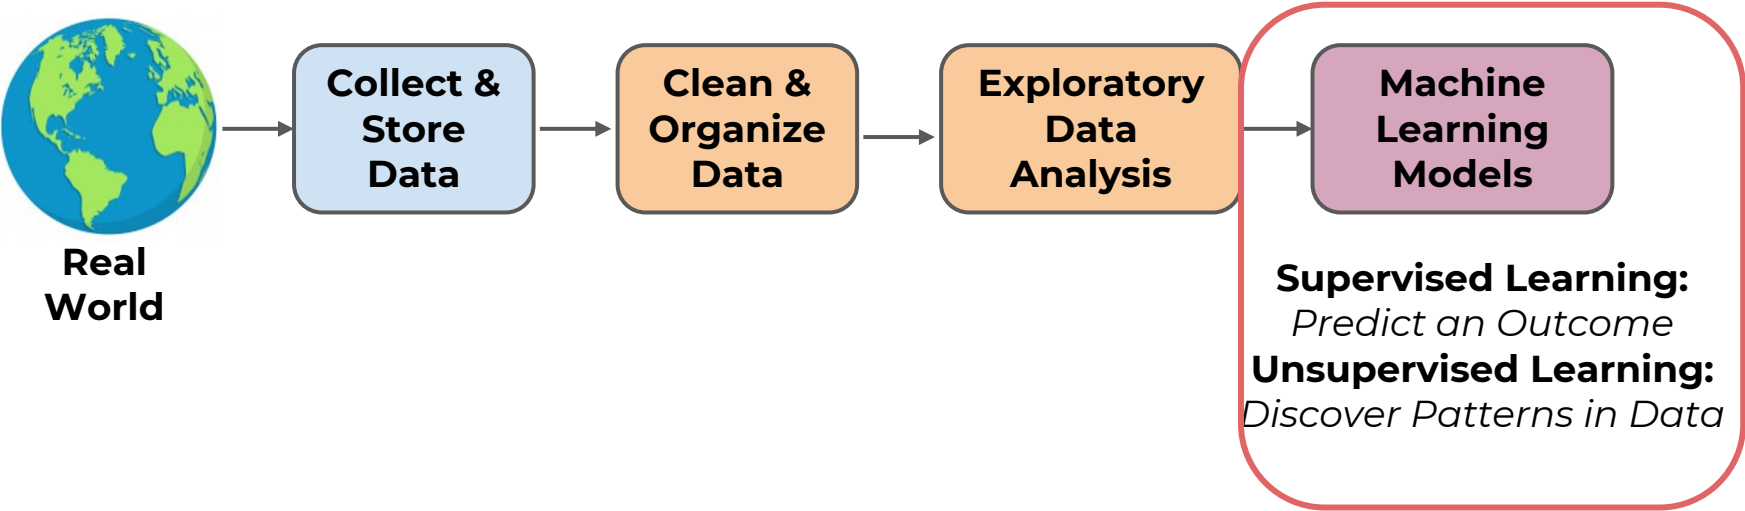 Real
World
Collect &
Store
Data
Clean &
Organize
Data
Exploratory
Data
Analysis
Machine
Learning
Models
Supervised Learning:
Predict an Outcome
Unsupervised Learning:
Discover Patterns in Data